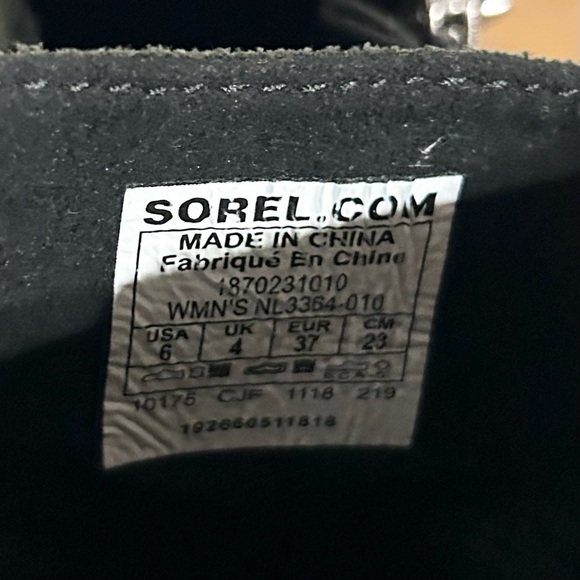 SOREL.COM
MADE IN CHINA
Fabriqué En Chine
1870231010
WMN'S NL3364-010
USA UK EUR CM
6 4 37 23
10175 CJF 1118 219
192660511818